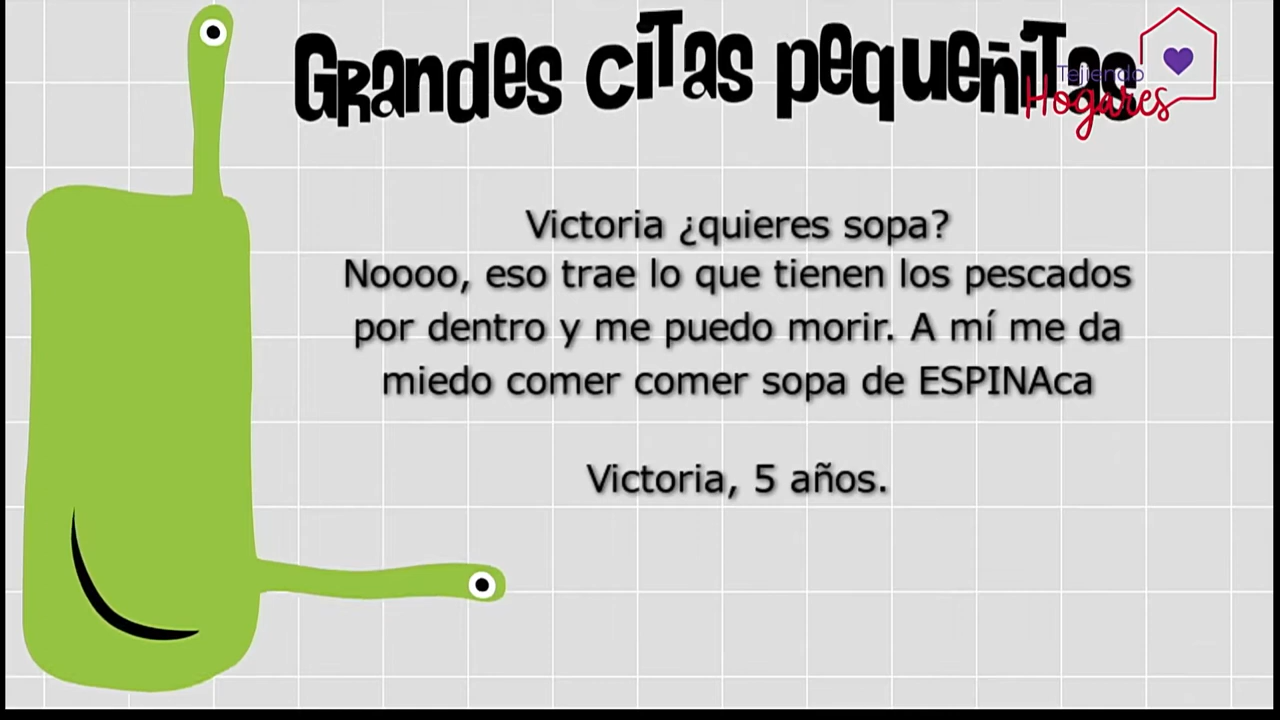 Grandes citas pequeñitas
Tejiendo
Hogares
Victoria ¿quieres sopa?
Noooo, eso trae lo que tienen los pescados
por dentro y me puedo morir. A mí me da
miedo comer comer sopa de ESPINAca
Victoria, 5 años.